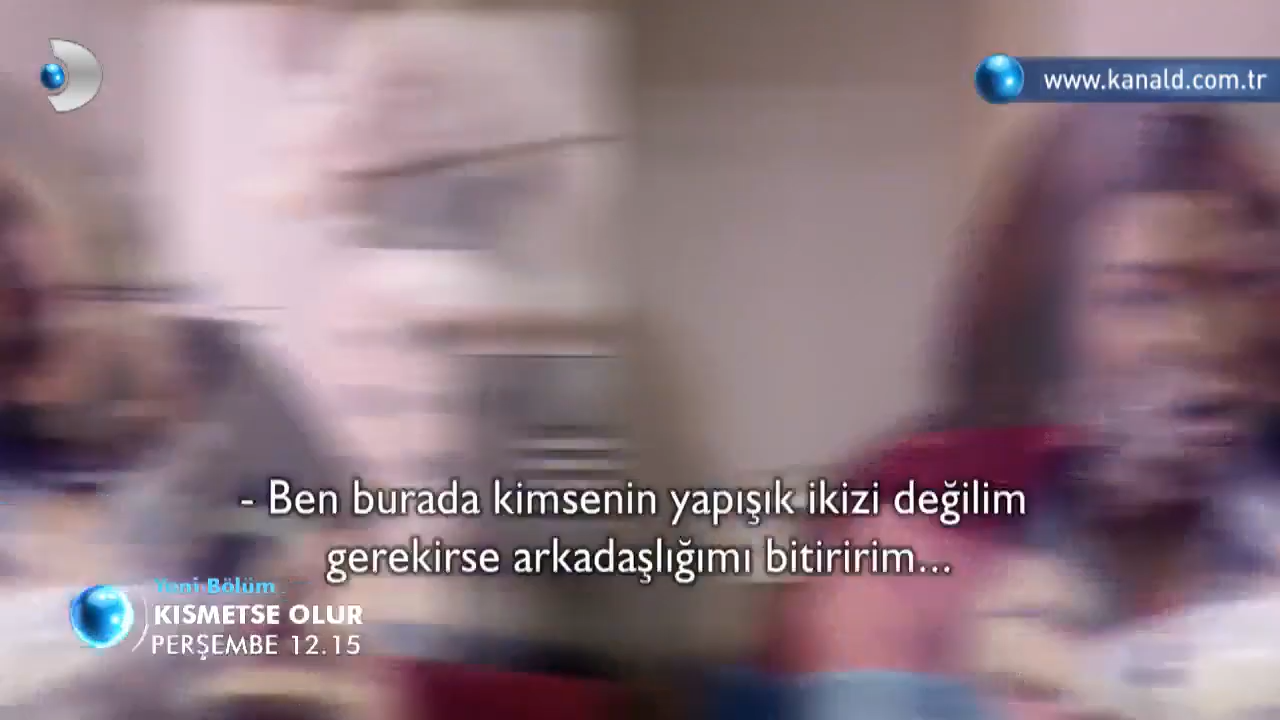 www.kanald.com.tr
- Ben burada kimsenin yapışık ikizi değilim
gerekirse arkadaşlığımı bitiririm...
Yeni Bölüm
KISMETSE OLUR
PERŞEMBE 12.15